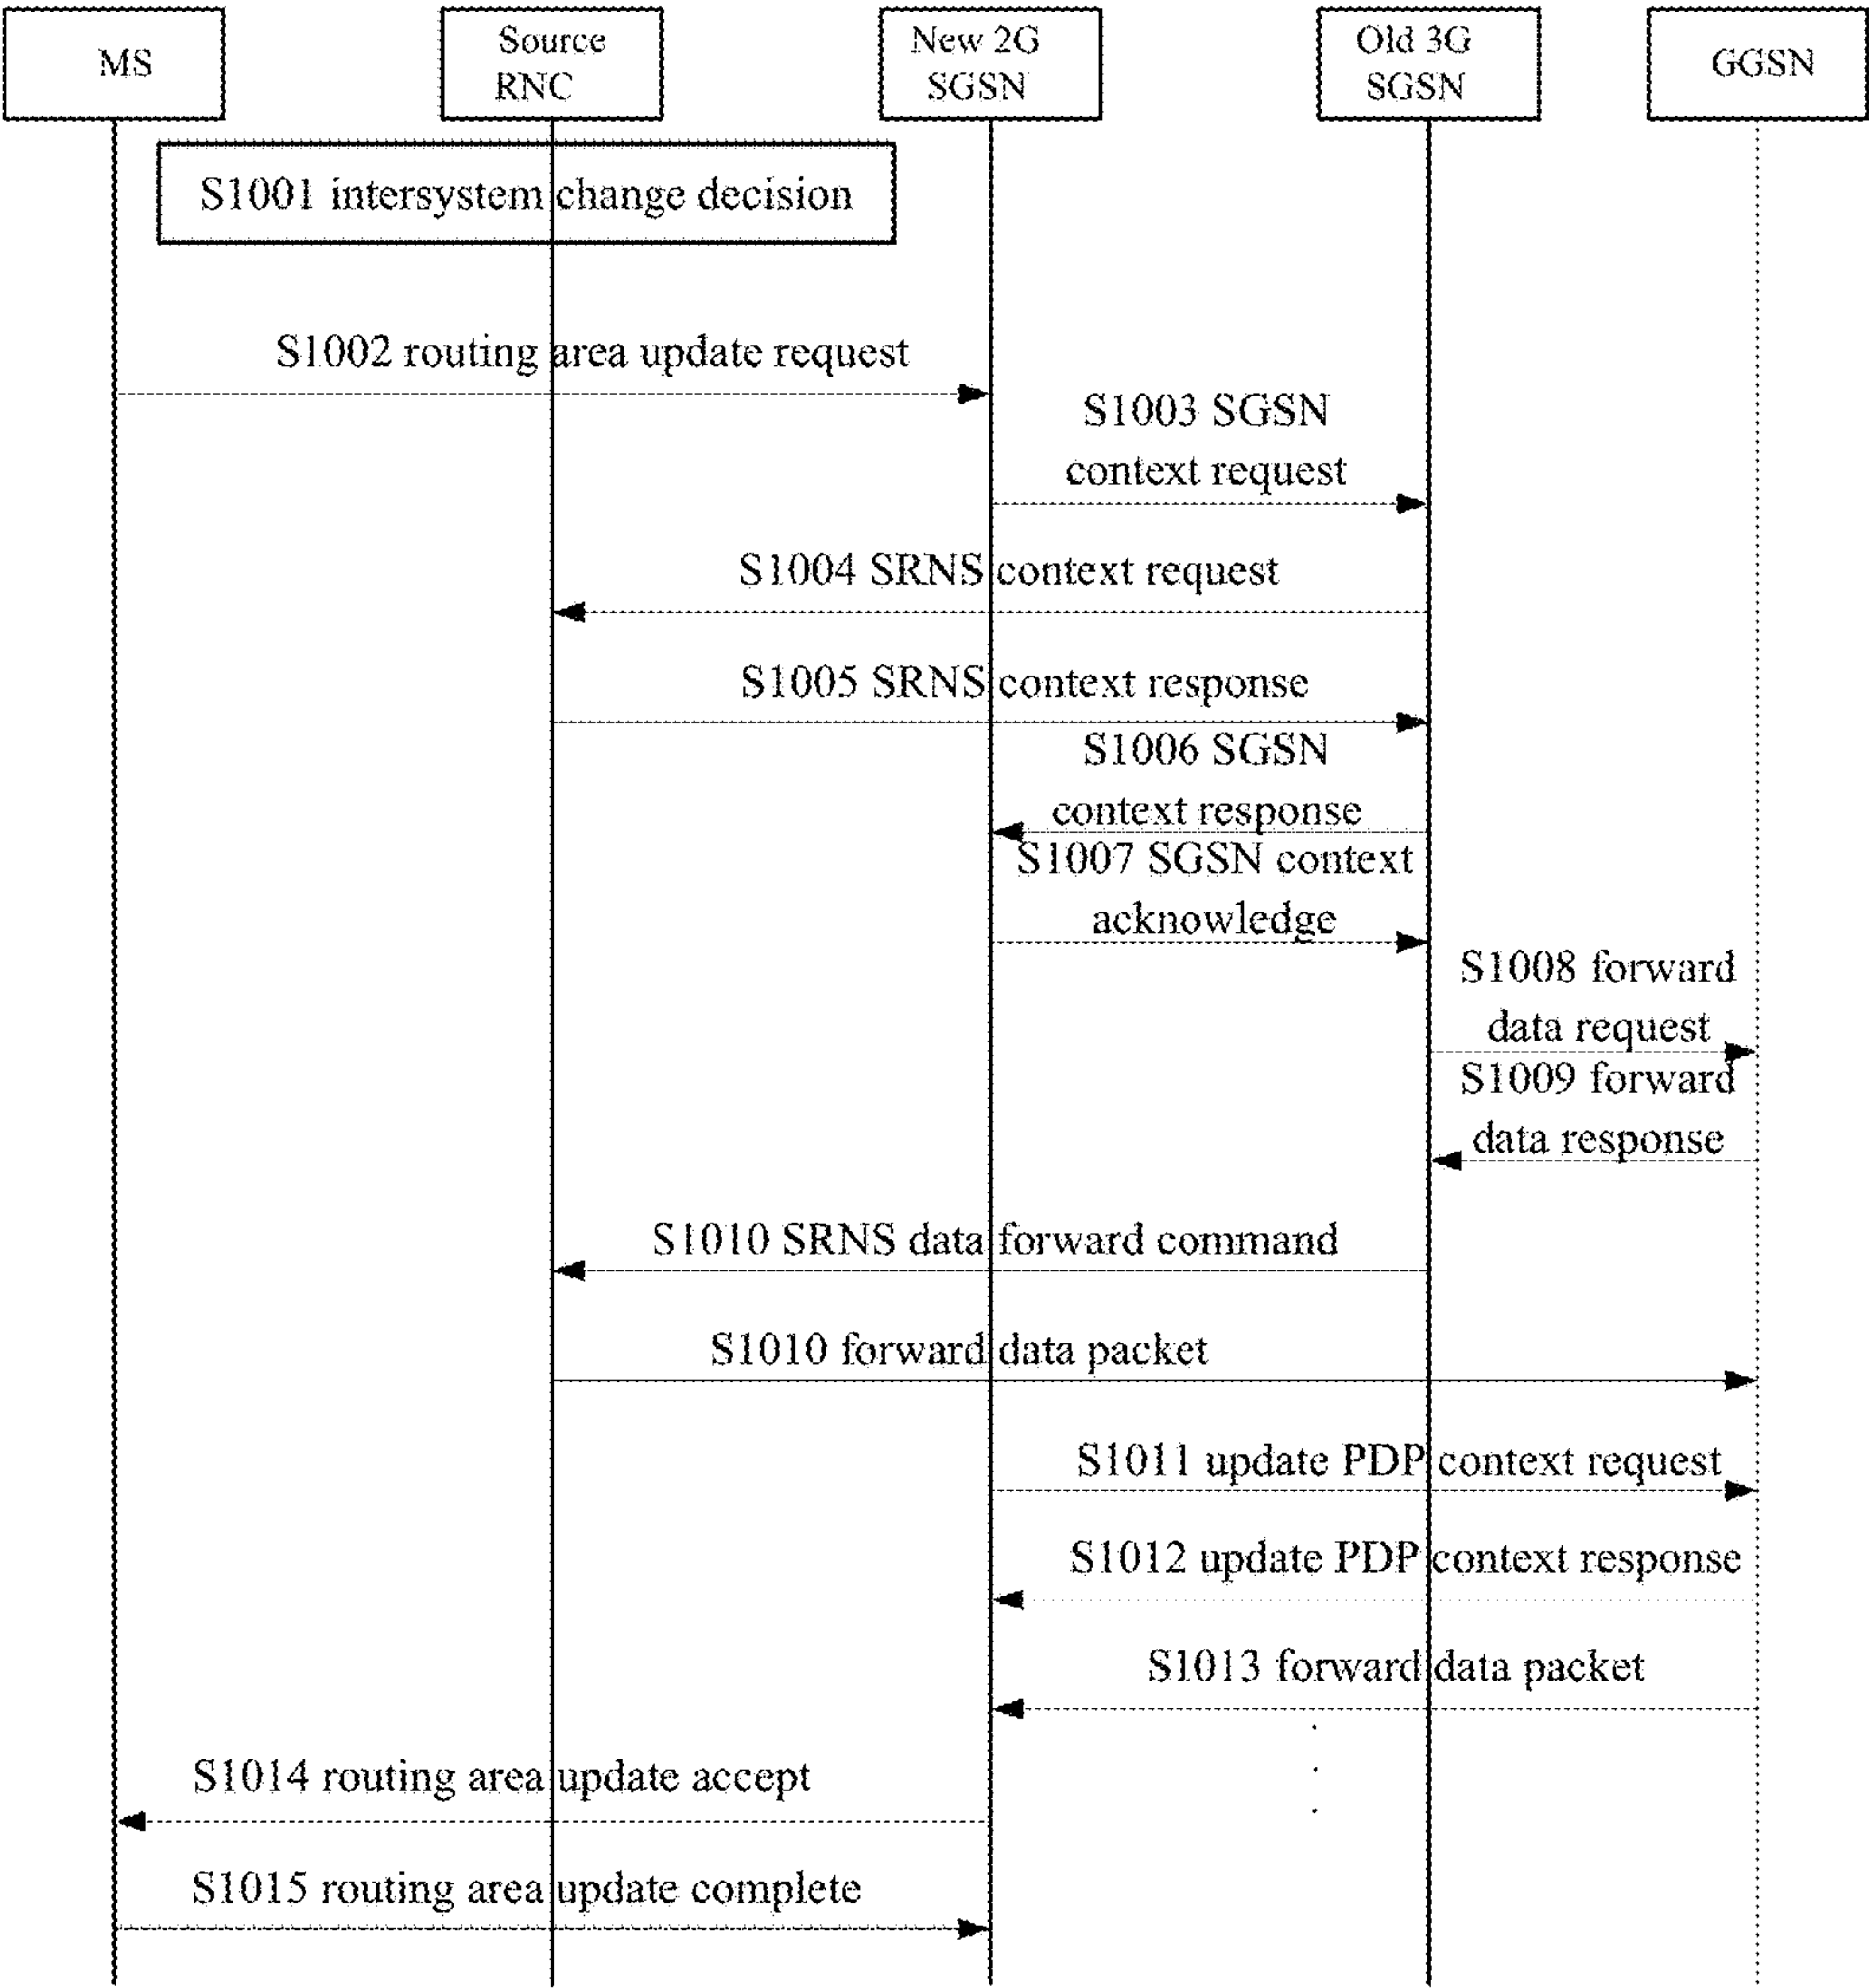 MS
Source
RNC
New 2G
SGSN
Old 3G
SGSN
GGSN
S1001 intersystem change decision
S1002 routing area update request
S1003 SGSN
context request
S1004 SRNS context request
S1005 SRNS context response
S1006 SGSN
context response
S1007 SGSN context
acknowledge
S1008 forward
data request
S1009 forward
data response
S1010 SRNS data forward command
S1010 forward data packet
S1011 update PDP context request
S1012 update PDP context response
S1013 forward data packet
S1014 routing area update accept
S1015 routing area update complete